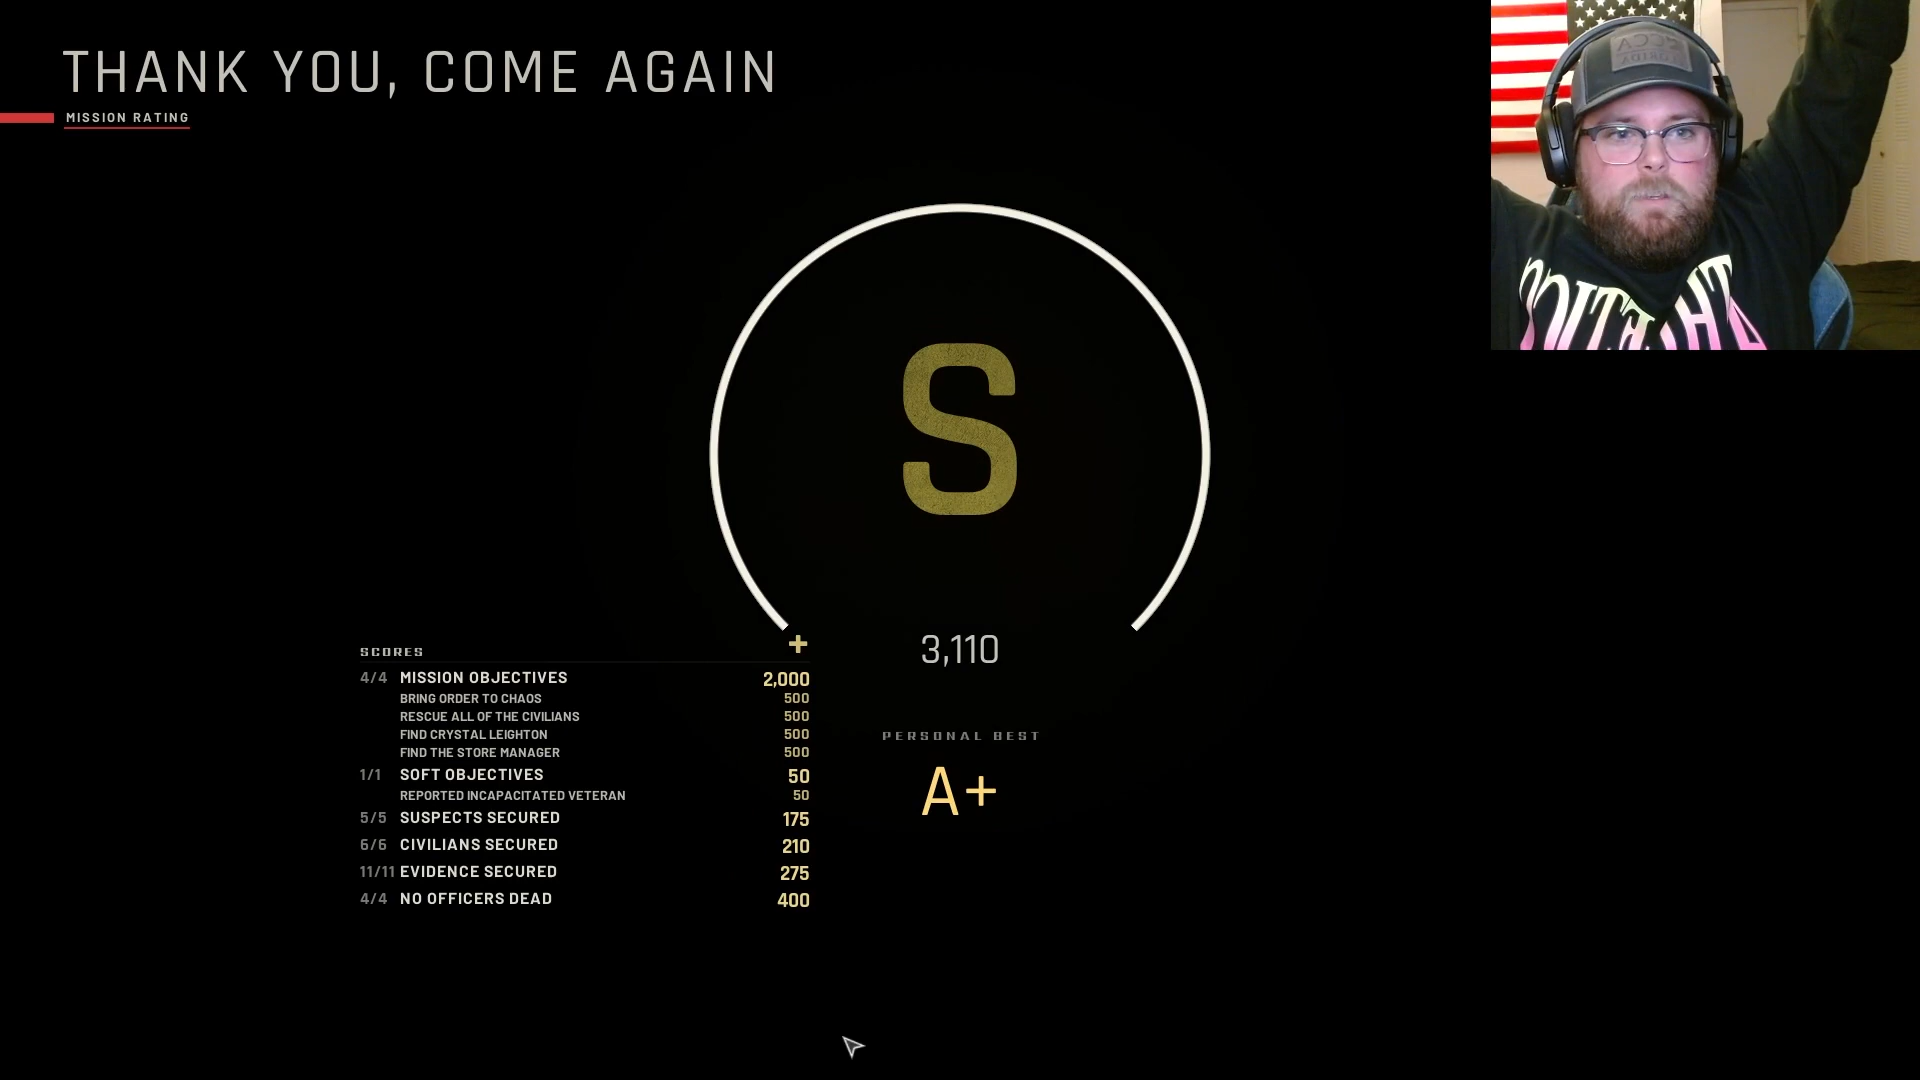 THANK YOU, COME AGAIN
MISSION RATING
S
3,110
PERSONAL BEST
A+
SCORES +
4/4 MISSION OBJECTIVES 2,000
BRING ORDER TO CHAOS 500
RESCUE ALL OF THE CIVILIANS 500
FIND CRYSTAL LEIGHTON 500
FIND THE STORE MANAGER 500
1/1 SOFT OBJECTIVES 50
REPORTED INCAPACITATED VETERAN 50
5/5 SUSPECTS SECURED 175
6/6 CIVILIANS SECURED 210
11/11 EVIDENCE SECURED 275
4/4 NO OFFICERS DEAD 400